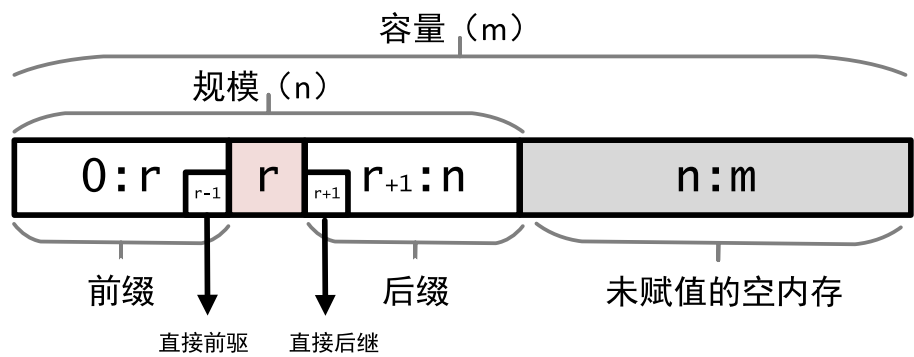 容量（m）
规模（n）
0:r
r-1
r
r+1
r+1:n
n:m
前缀
后缀
未赋值的空内存
直接前驱
直接后继